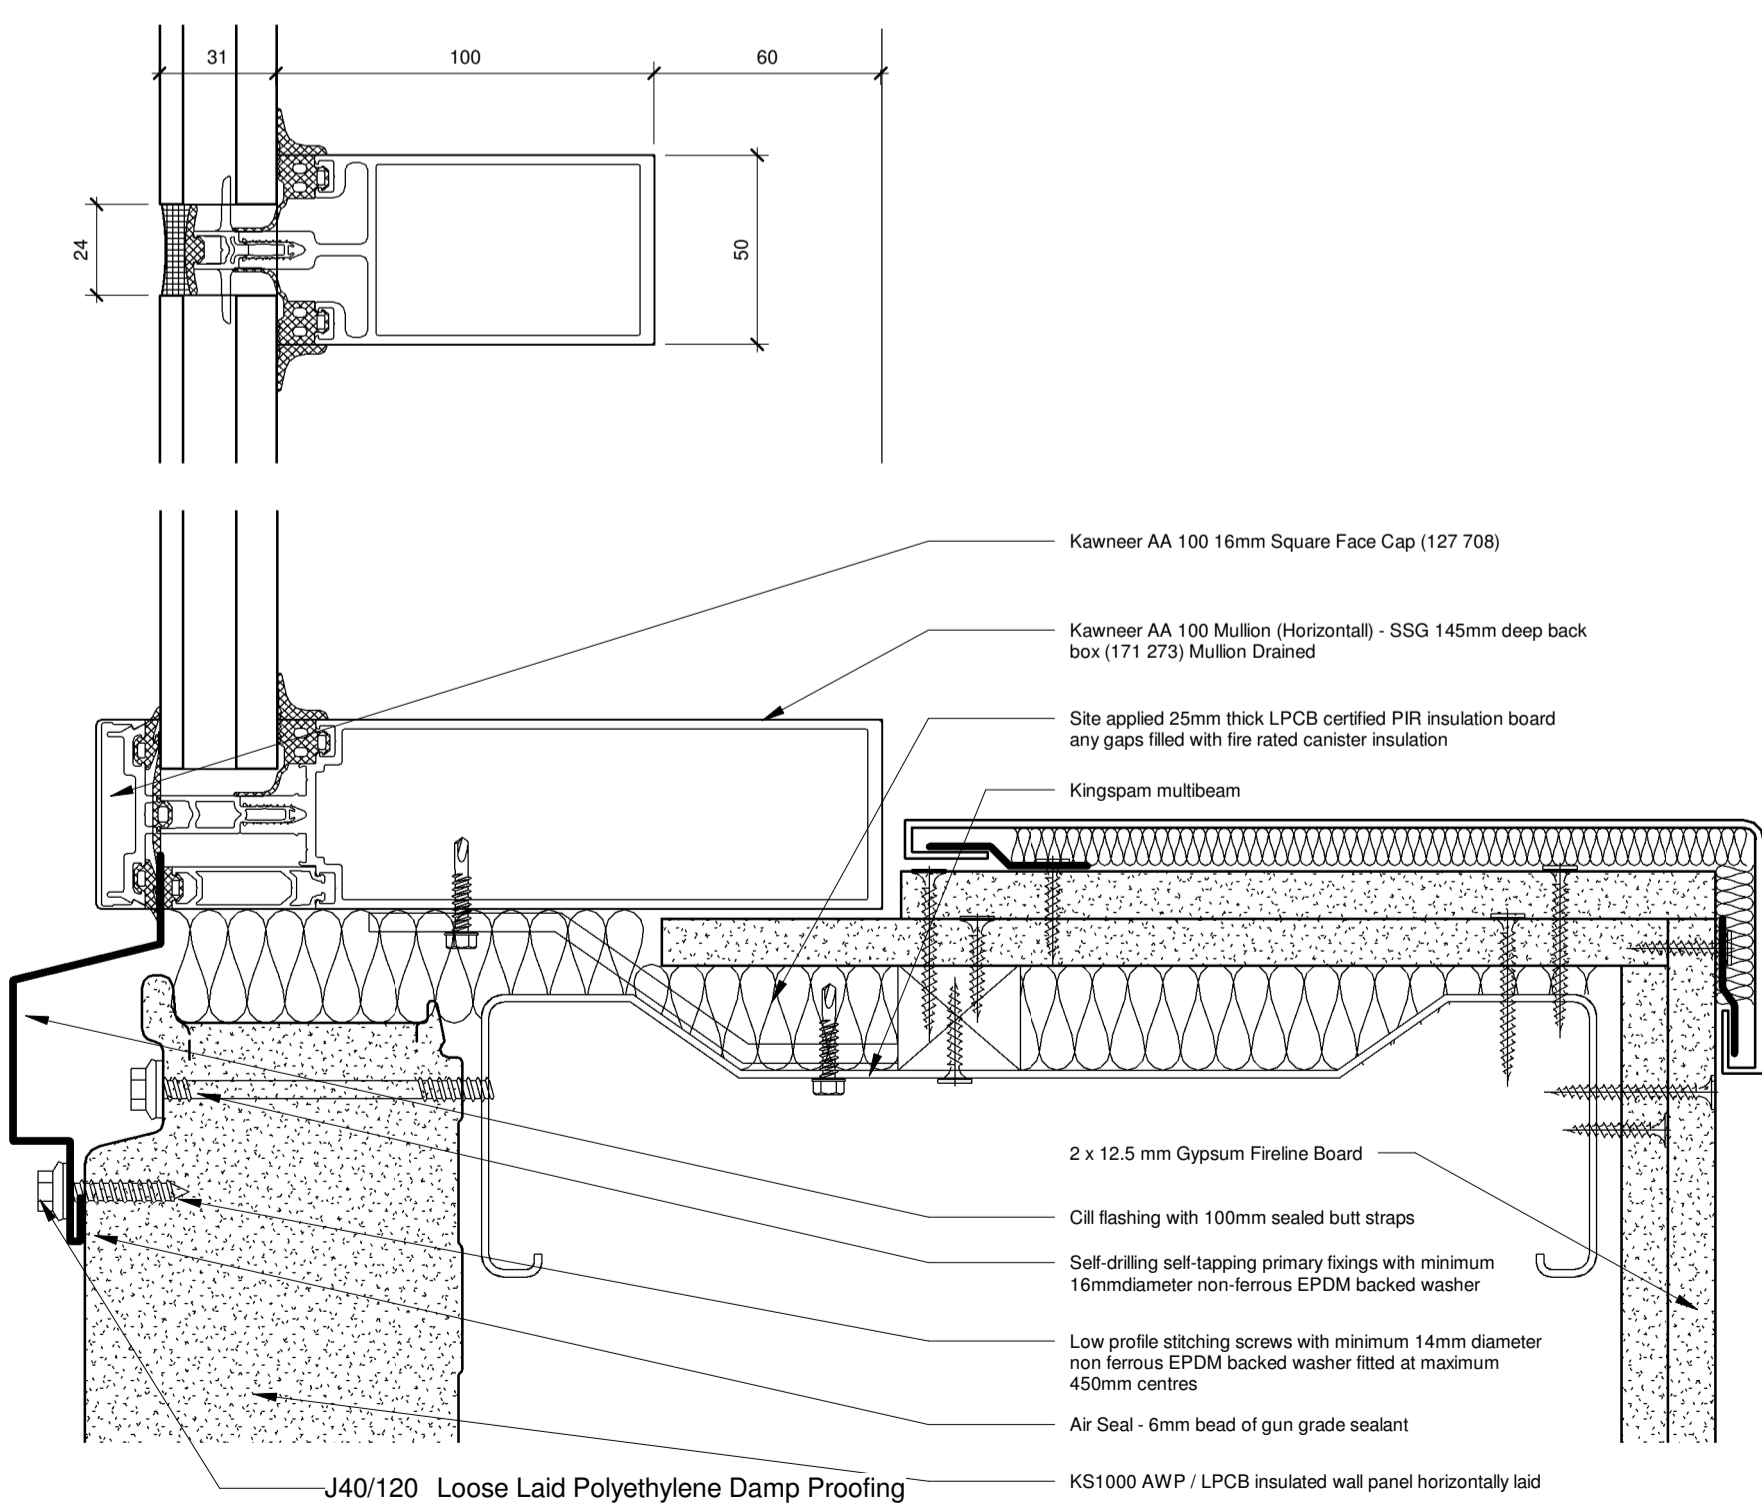 31
100
60
24
50
Kawneer AA 100 16mm Square Face Cap (127 708)
Kawneer AA 100 Mullion (Horizontall) - SSG 145mm deep back
box (171 273) Mullion Drained
Site applied 25mm thick LPCB certified PIR insulation board
any gaps filled with fire rated canister insulation
Kingspam multibeam
2 x 12.5 mm Gypsum Fireline Board
Cill flashing with 100mm sealed butt straps
Self-drilling self-tapping primary fixings with minimum
16mmdiameter non-ferrous EPDM backed washer
Low profile stitching screws with minimum 14mm diameter
non ferrous EPDM backed washer fitted at maximum
450mm centres
Air Seal - 6mm bead of gun grade sealant
KS1000 AWP / LPCB insulated wall panel horizontally laid
J40/120 Loose Laid Polyethylene Damp Proofing